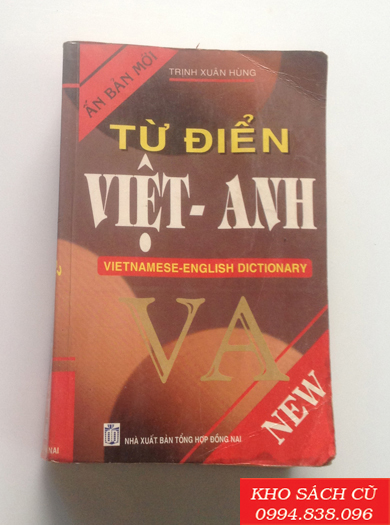 ẤN BẢN MỚI
TRỊNH XUÂN HÙNG
TỪ ĐIỂN
VIỆT- ANH
VIETNAMESE-ENGLISH DICTIONARY
VA
NEW
NHÀ XUẤT BẢN TỔNG HỢP ĐỒNG NAI
NAI
KHO SÁCH CŨ
0994.838.096